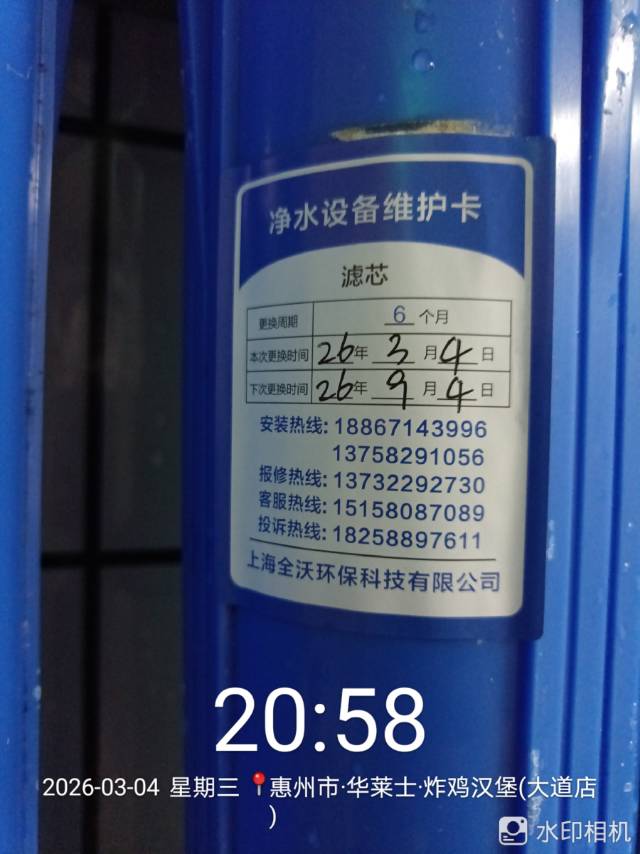 净水设备维护卡
滤芯
更换周期 6 个月
本次更换时间 26年 3 月 4 日
下次更换时间 26年 9 月 4 日
安装热线: 18867143996
13758291056
报修热线: 13732292730
客服热线: 15158087089
投诉热线: 18258897611
上海全沃环保科技有限公司
20:58
2026-03-04 星期三 📍惠州市·华莱士·炸鸡汉堡(大道店
)
水印相机